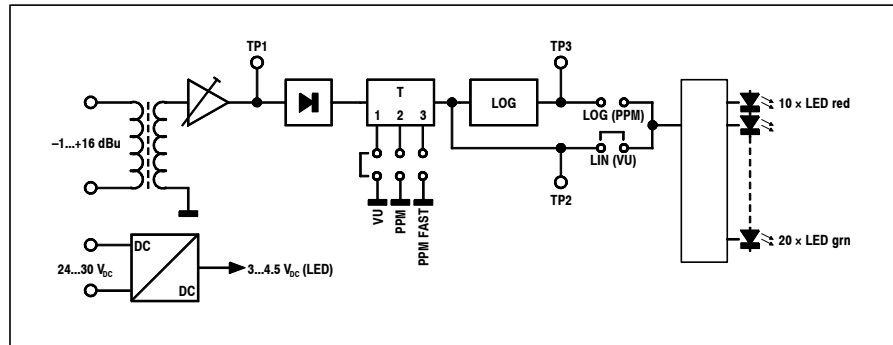 TP1
TP3
T
1 2 3
LOG
LOG (PPM)
10 × LED red
–1...+16 dBu
LIN (VU)
TP2
VU
PPM
PPM FAST
20 × LED grn
DC
24...30 VDC
3...4.5 VDC (LED)
DC